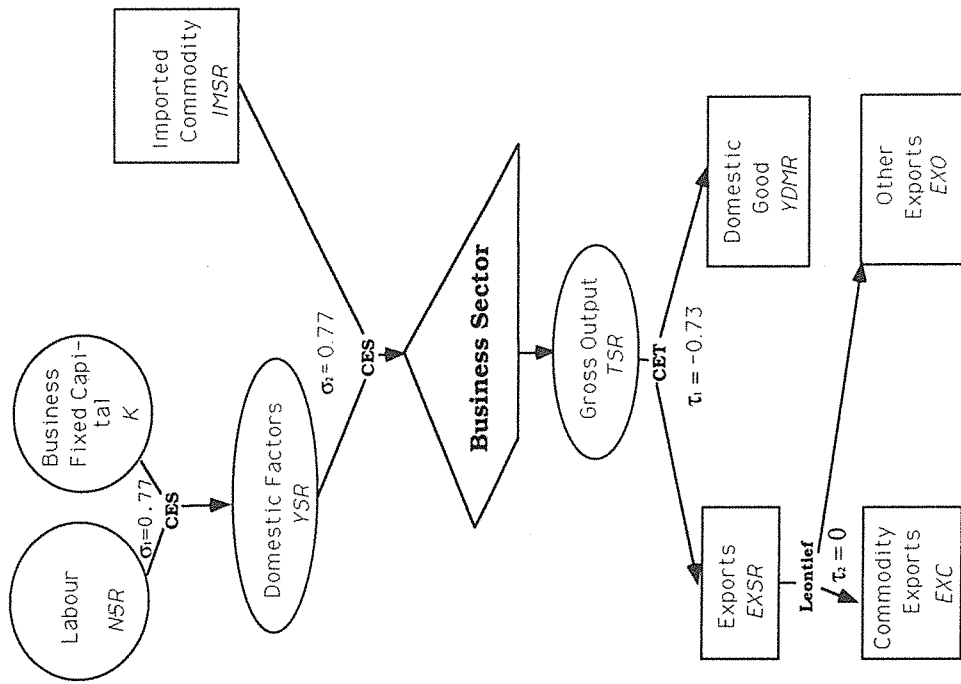 Labour
NSR
Business
Fixed Capi-
tal
K
σ₁=0.77
CES
Domestic Factors
YSR
Imported
Commodity
IMSR
σ₂=0.77
CES
Business Sector
Gross Output
TSR
CET
τ₁=-0.73
Exports
EXSR
Domestic
Good
YDMR
Leontief
τ₂=0
Commodity
Exports
EXC
Other
Exports
EXO